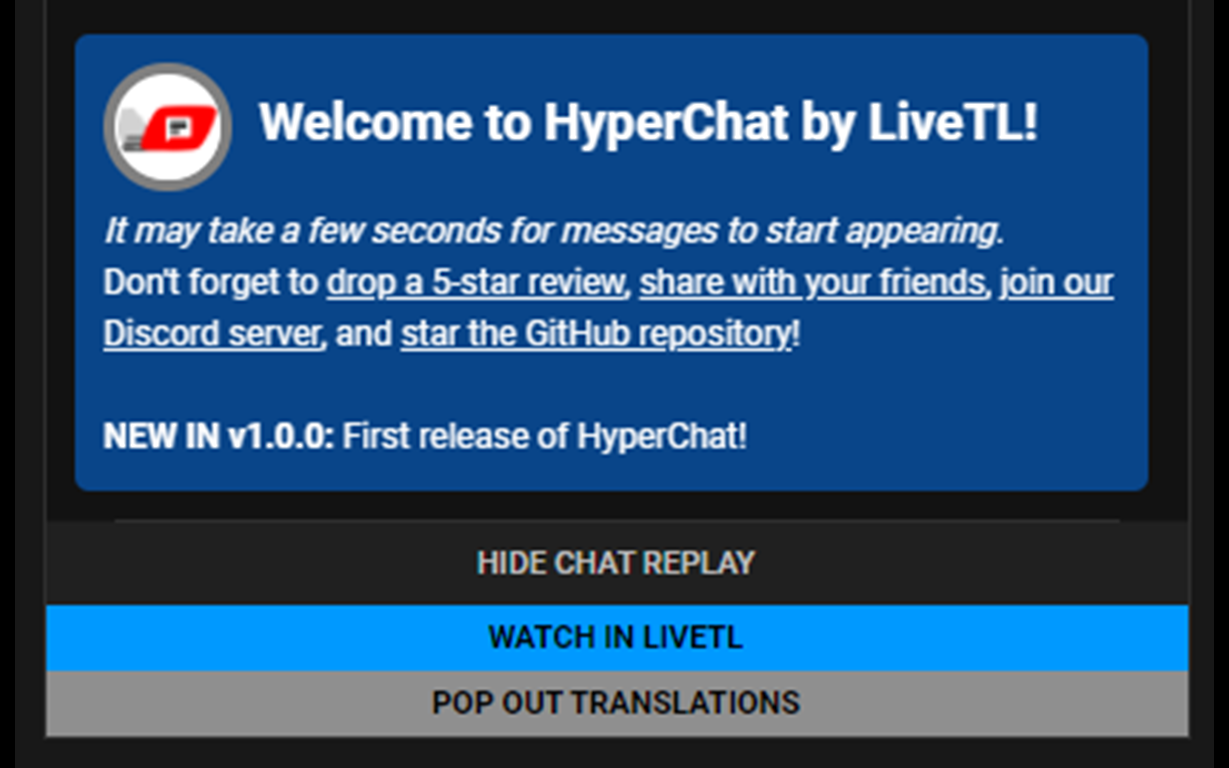 Welcome to HyperChat by LiveTL!
It may take a few seconds for messages to start appearing.
Don't forget to drop a 5-star review, share with your friends, join our
Discord server, and star the GitHub repository!
NEW IN v1.0.0: First release of HyperChat!
HIDE CHAT REPLAY
WATCH IN LIVETL
POP OUT TRANSLATIONS